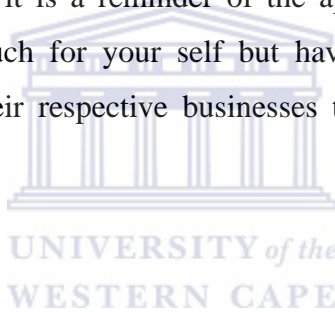 it is a reminder of the a
uch for your self but hav
eir respective businesses t
UNIVERSITY of the
WESTERN CAPE